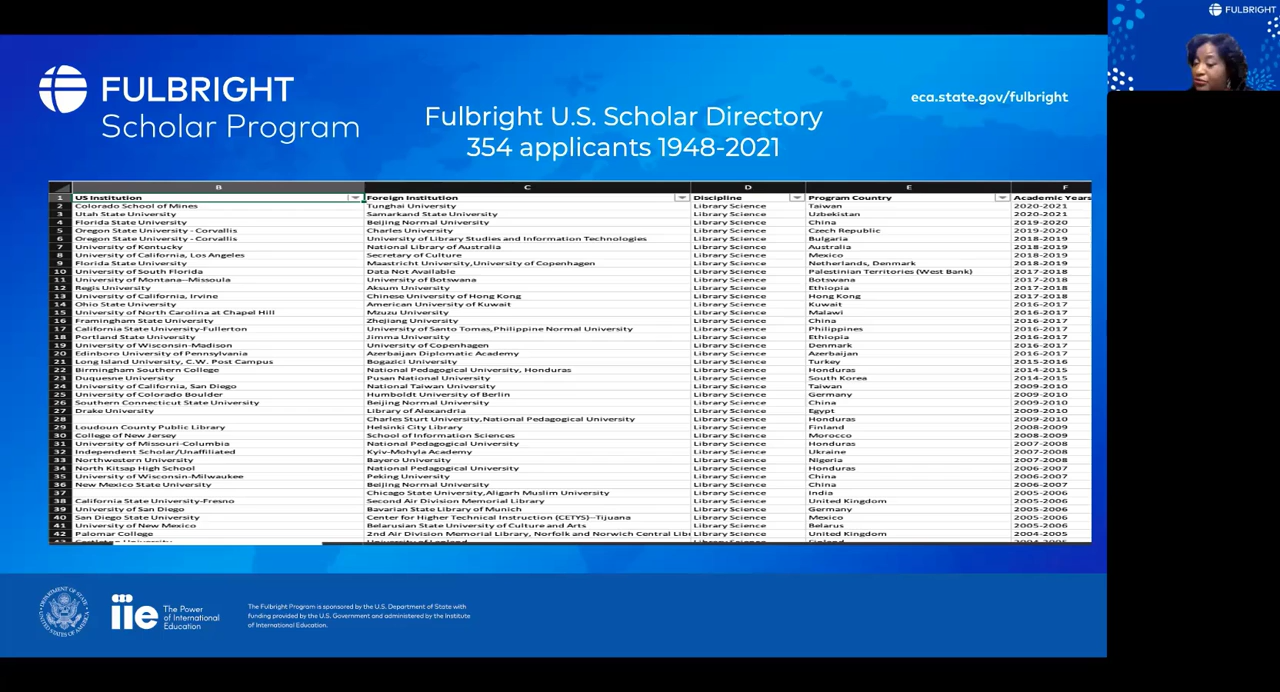 FULBRIGHT
FULBRIGHT
Scholar Program
eca.state.gov/fulbright
Fulbright U.S. Scholar Directory
354 applicants 1948-2021
B C D E F
1 US Institution Foreign Institution Discipline Program Country Academic Years
2 Colorado School of Mines Tunghai University Library Science Taiwan 2020-2021
3 Utah State University Samarkand State University Library Science Uzbekistan 2020-2021
4 Florida State University Beijing Normal University Library Science China 2019-2020
5 Oregon State University - Corvallis Charles University Library Science Czech Republic 2019-2020
6 Oregon State University - Corvallis University of Library Studies and Information Technologies Library Science Bulgaria 2018-2019
7 University of Kentucky National Library of Australia Library Science Australia 2018-2019
8 University of California, Los Angeles Secretary of Culture Library Science Mexico 2018-2019
9 Florida State University Maastricht University,University of Copenhagen Library Science Netherlands, Denmark 2018-2019
10 University of South Florida Data Not Available Library Science Palestinian Territories (West Bank) 2017-2018
11 University of Montana--Missoula University of Botswana Library Science Botswana 2017-2018
12 Regis University Aksum University Library Science Ethiopia 2017-2018
13 University of California, Irvine Chinese University of Hong Kong Library Science Hong Kong 2017-2018
14 Ohio State University American University of Kuwait Library Science Kuwait 2016-2017
15 University of North Carolina at Chapel Hill Mzuzu University Library Science Malawi 2016-2017
16 Framingham State University Zhejiang University Library Science China 2016-2017
17 California State University-Fullerton University of Santo Tomas,Philippine Normal University Library Science Philippines 2016-2017
18 Portland State University Jimma University Library Science Ethiopia 2016-2017
19 University of Wisconsin-Madison University of Copenhagen Library Science Denmark 2016-2017
20 Edinboro University of Pennsylvania Azerbaijan Diplomatic Academy Library Science Azerbaijan 2016-2017
21 Long Island University, C.W. Post Campus Bogazici University Library Science Turkey 2015-2016
22 Birmingham Southern College National Pedagogical University, Honduras Library Science Honduras 2014-2015
23 Duquesne University Pusan National University Library Science South Korea 2014-2015
24 University of California, San Diego National Taiwan University Library Science Taiwan 2009-2010
25 University of Colorado Boulder Humboldt University of Berlin Library Science Germany 2009-2010
26 Southern Connecticut State University Beijing Normal University Library Science China 2009-2010
27 Drake University Library of Alexandria Library Science Egypt 2009-2010
28 Charles Sturt University,National Pedagogical University Library Science Honduras 2009-2010
29 Loudoun County Public Library Helsinki City Library Library Science Finland 2008-2009
30 College of New Jersey School of Information Sciences Library Science Morocco 2008-2009
31 University of Missouri-Columbia National Pedagogical University Library Science Honduras 2007-2008
32 Independent Scholar/Unaffiliated Kyiv-Mohyla Academy Library Science Ukraine 2007-2008
33 Northwestern University Bayero University Library Science Nigeria 2007-2008
34 North Kitsap High School National Pedagogical University Library Science Honduras 2006-2007
35 University of Wisconsin-Milwaukee Peking University Library Science China 2006-2007
36 New Mexico State University Beijing Normal University Library Science China 2006-2007
37 Chicago State University,Aligarh Muslim University Library Science India 2005-2006
38 California State University-Fresno Second Air Division Memorial Library Library Science United Kingdom 2005-2006
39 University of San Diego Bavarian State Library of Munich Library Science Germany 2005-2006
40 San Diego State University Center for Higher Technical Instruction (CETYS)--Tijuana Library Science Mexico 2005-2006
41 University of New Mexico Belarusian State University of Culture and Arts Library Science Belarus 2005-2006
42 Palomar College 2nd Air Division Memorial Library, Norfolk and Norwich Central Lib Library Science United Kingdom 2004-2005
iie The Power
of International
Education
The Fulbright Program is sponsored by the U.S. Department of State with
funding provided by the U.S. Government and administered by the Institute
of International Education.